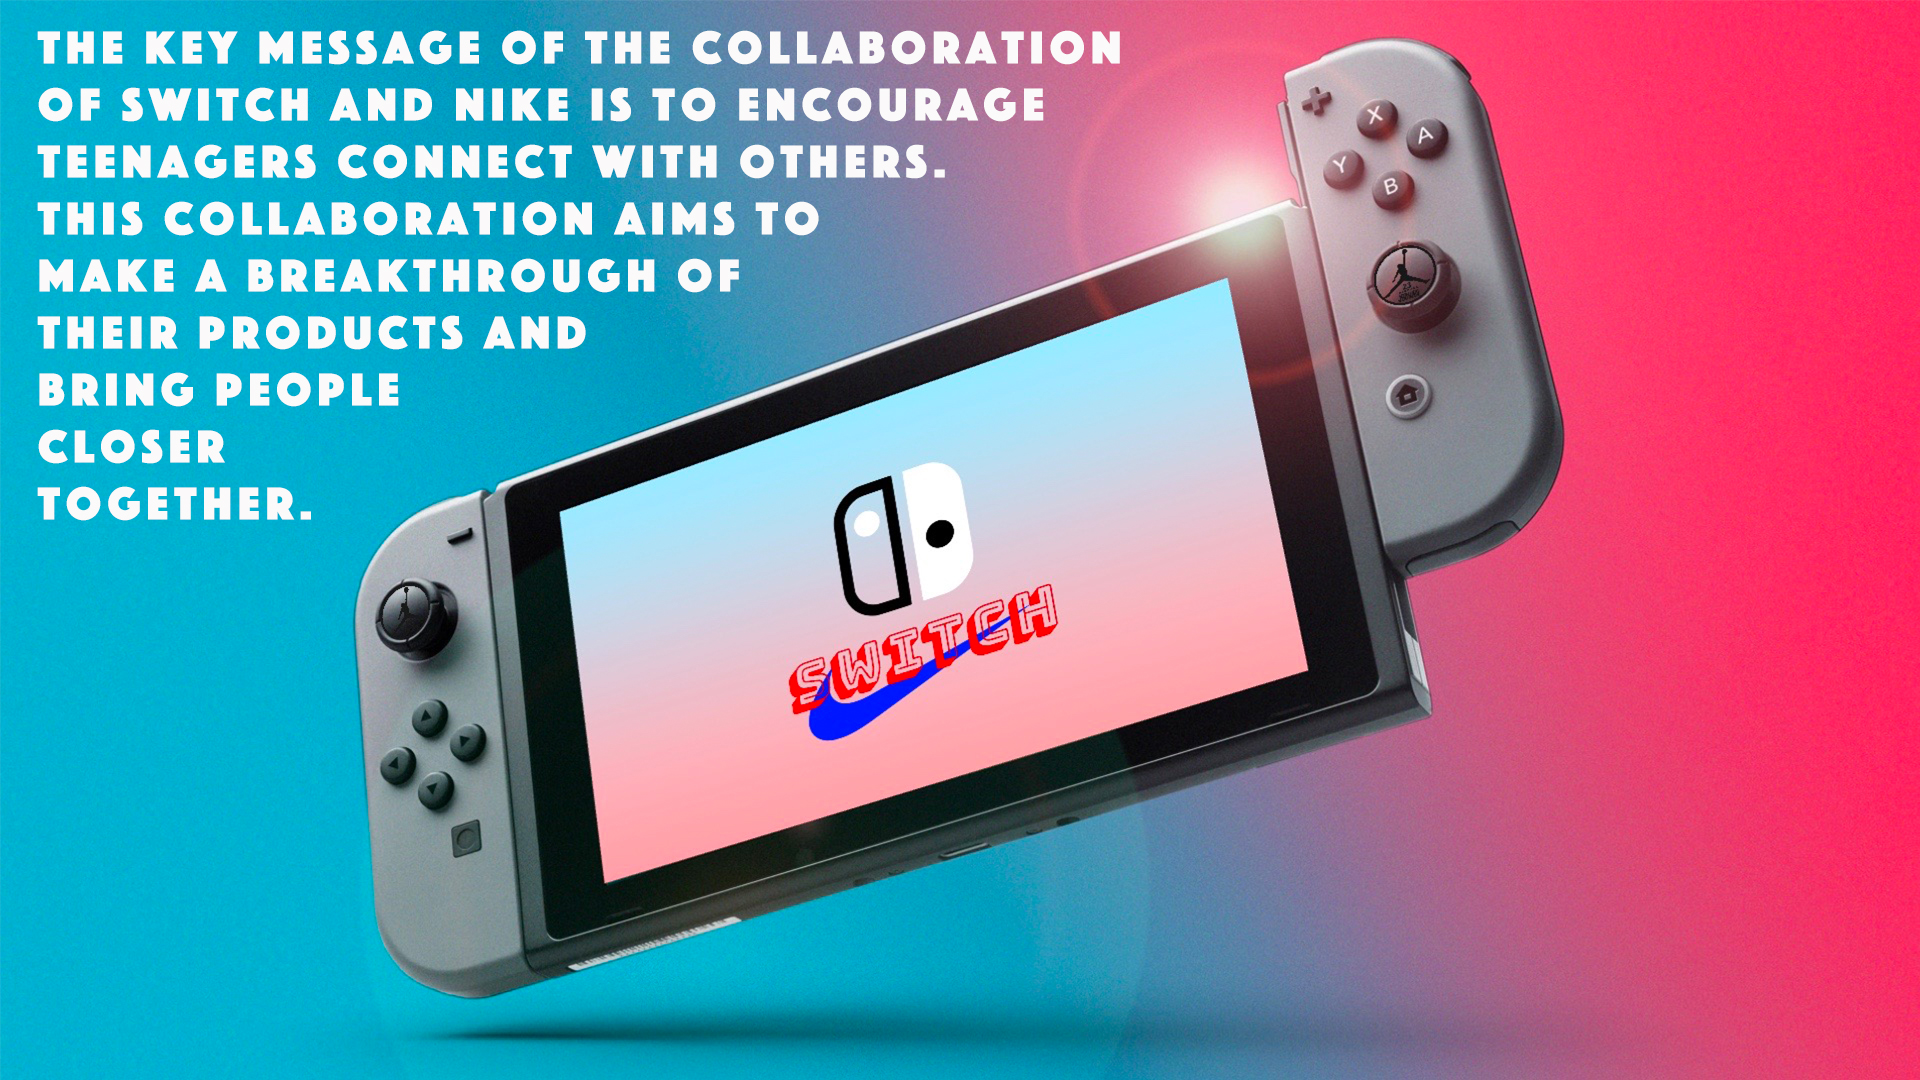 THE KEY MESSAGE OF THE COLLABORATION
OF SWITCH AND NIKE IS TO ENCOURAGE
TEENAGERS CONNECT WITH OTHERS.
THIS COLLABORATION AIMS TO
MAKE A BREAKTHROUGH OF
THEIR PRODUCTS AND
BRING PEOPLE
CLOSER
TOGETHER.
X
A
Y
B
SWITCH